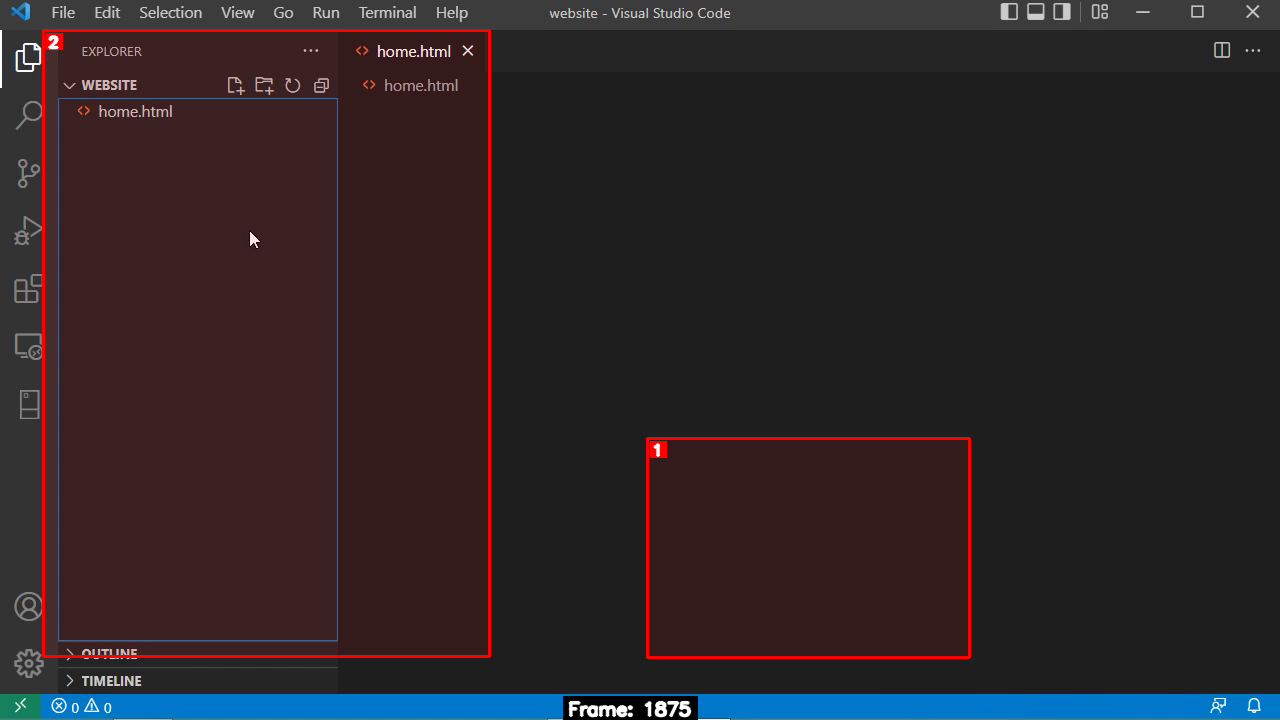 File Edit Selection View Go Run Terminal Help website - Visual Studio Code
2
EXPLORER
home.html
WEBSITE
home.html
home.html
1
OUTLINE
TIMELINE
0 0
Frame: 1875